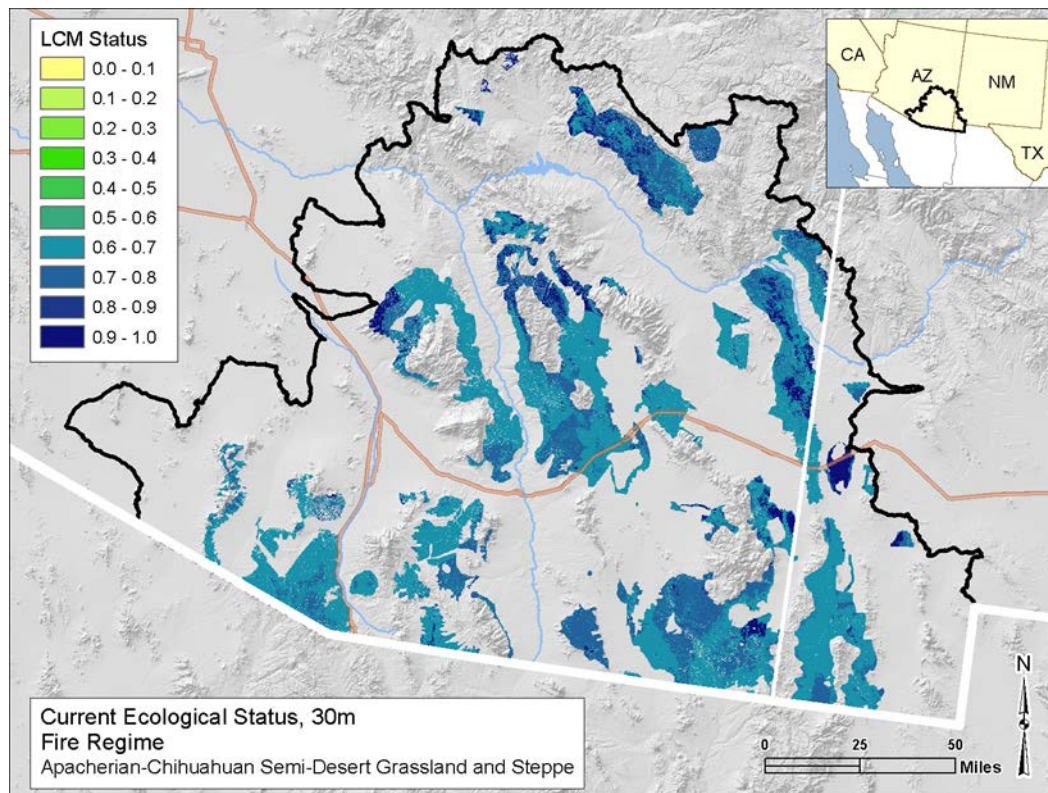 LCM Status
0.0 - 0.1
0.1 - 0.2
0.2 - 0.3
0.3 - 0.4
0.4 - 0.5
0.5 - 0.6
0.6 - 0.7
0.7 - 0.8
0.8 - 0.9
0.9 - 1.0
CA
AZ
NM
TX
Current Ecological Status, 30m
Fire Regime
Apacherian-Chihuahuan Semi-Desert Grassland and Steppe
N
0 25 50
Miles